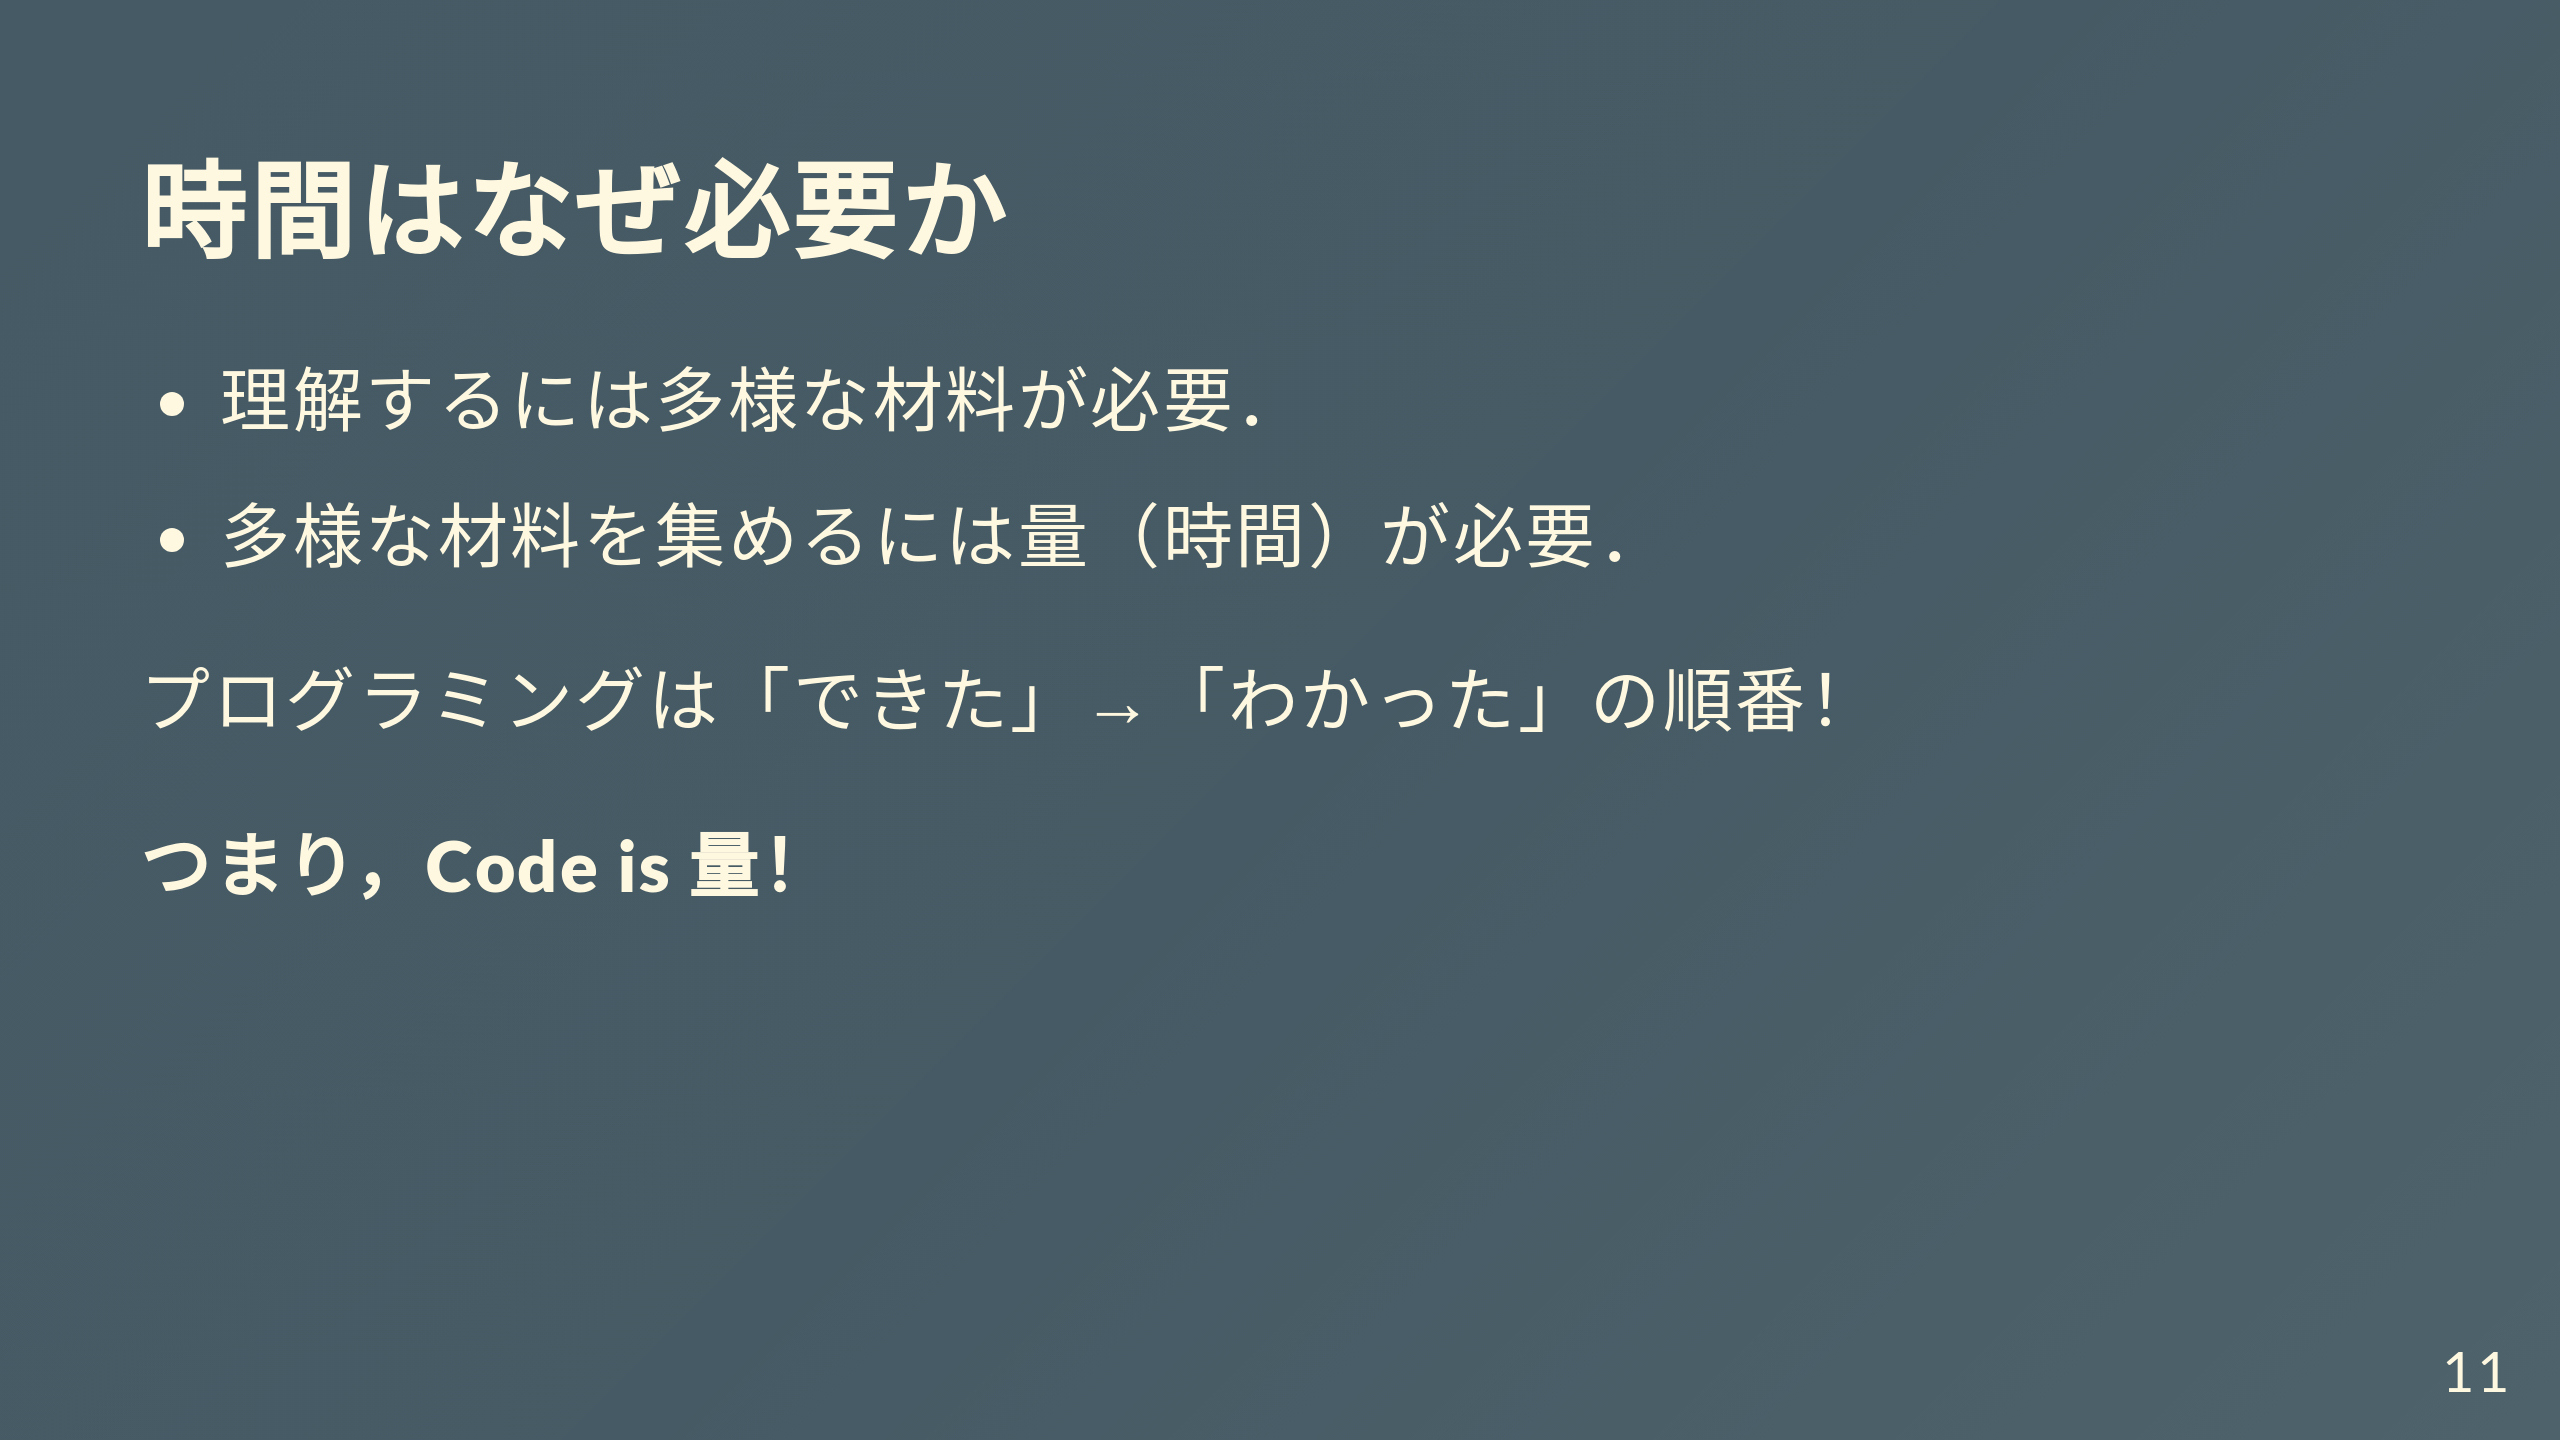 時間はなぜ必要か
• 理解するには多様な材料が必要．
• 多様な材料を集めるには量（時間）が必要．
プログラミングは「できた」→「わかった」の順番！
つまり，Code is 量！
11